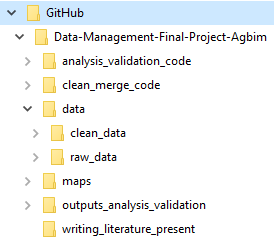 GitHub
Data-Management-Final-Project-Agbim
analysis_validation_code
clean_merge_code
data
clean_data
raw_data
maps
outputs_analysis_validation
writing_literature_present